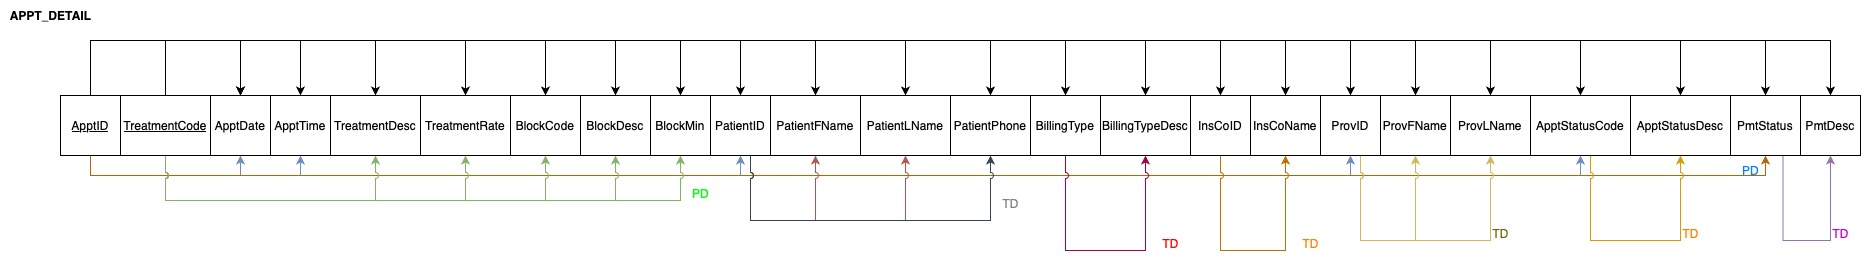 APPT_DETAIL
ApptID TreatmentCode ApptDate ApptTime TreatmentDesc TreatmentRate BlockCode BlockDesc BlockMin PatientID PatientFName PatientLName PatientPhone BillingType BillingTypeDesc InsCoID InsCoName ProvID ProvFName ProvLName ApptStatusCode ApptStatusDesc PmtStatus PmtDesc
PD
PD
TD
TD
TD
TD
TD
TD